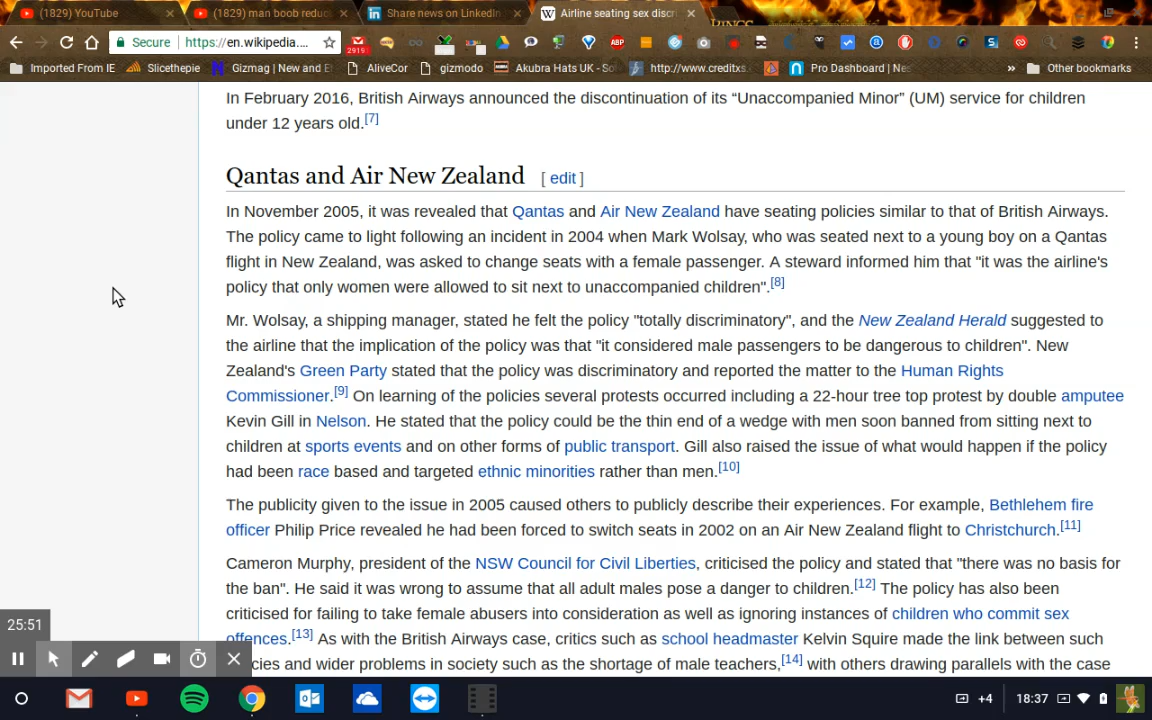 (1829) YouTube
(1829) man boob redu
Share news on LinkedIn
Airline seating sex discr
Secure
https://en.wikipedia....
2919
ABP
Imported From IE
Slicethepie
Gizmag | New and E
AliveCor
gizmodo
Akubra Hats UK - So
http://www.creditxs.
Pro Dashboard | Ne
»
Other bookmarks
In February 2016, British Airways announced the discontinuation of its “Unaccompanied Minor” (UM) service for children
under 12 years old.[7]
Qantas and Air New Zealand [ edit ]
In November 2005, it was revealed that Qantas and Air New Zealand have seating policies similar to that of British Airways.
The policy came to light following an incident in 2004 when Mark Wolsay, who was seated next to a young boy on a Qantas
flight in New Zealand, was asked to change seats with a female passenger. A steward informed him that "it was the airline's
policy that only women were allowed to sit next to unaccompanied children".[8]
Mr. Wolsay, a shipping manager, stated he felt the policy "totally discriminatory", and the New Zealand Herald suggested to
the airline that the implication of the policy was that "it considered male passengers to be dangerous to children". New
Zealand's Green Party stated that the policy was discriminatory and reported the matter to the Human Rights
Commissioner.[9] On learning of the policies several protests occurred including a 22-hour tree top protest by double amputee
Kevin Gill in Nelson. He stated that the policy could be the thin end of a wedge with men soon banned from sitting next to
children at sports events and on other forms of public transport. Gill also raised the issue of what would happen if the policy
had been race based and targeted ethnic minorities rather than men.[10]
The publicity given to the issue in 2005 caused others to publicly describe their experiences. For example, Bethlehem fire
officer Philip Price revealed he had been forced to switch seats in 2002 on an Air New Zealand flight to Christchurch.[11]
Cameron Murphy, president of the NSW Council for Civil Liberties, criticised the policy and stated that "there was no basis for
the ban". He said it was wrong to assume that all adult males pose a danger to children.[12] The policy has also been
criticised for failing to take female abusers into consideration as well as ignoring instances of children who commit sex
offences.[13] As with the British Airways case, critics such as school headmaster Kelvin Squire made the link between such
cies and wider problems in society such as the shortage of male teachers,[14] with others drawing parallels with the case
25:51
+4
18:37